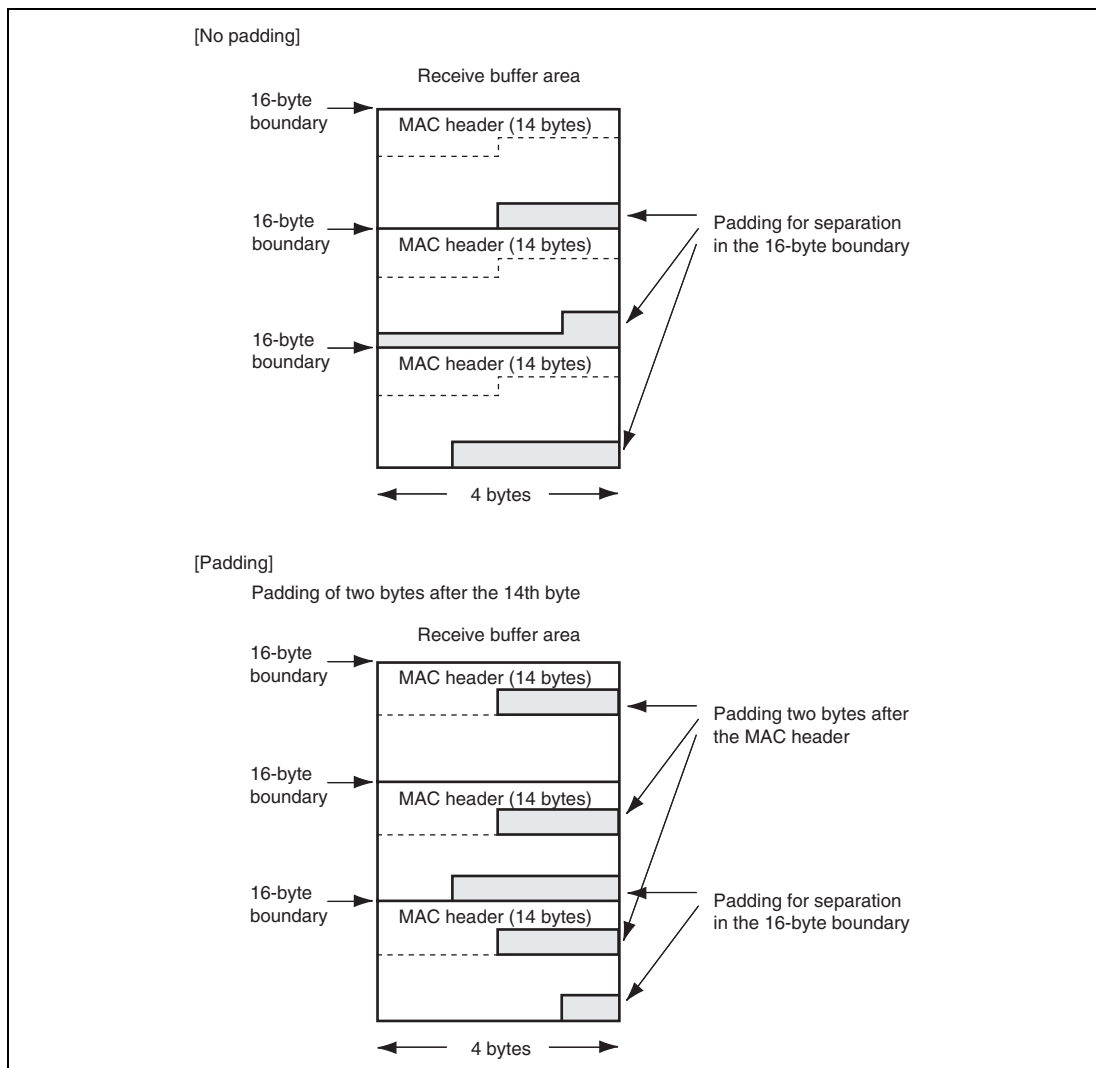 [No padding]
Receive buffer area
16-byte
boundary
MAC header (14 bytes)
16-byte
boundary
MAC header (14 bytes)
Padding for separation
in the 16-byte boundary
16-byte
boundary
MAC header (14 bytes)
4 bytes
[Padding]
Padding of two bytes after the 14th byte
Receive buffer area
16-byte
boundary
MAC header (14 bytes)
Padding two bytes after
the MAC header
16-byte
boundary
MAC header (14 bytes)
16-byte
boundary
MAC header (14 bytes)
Padding for separation
in the 16-byte boundary
4 bytes